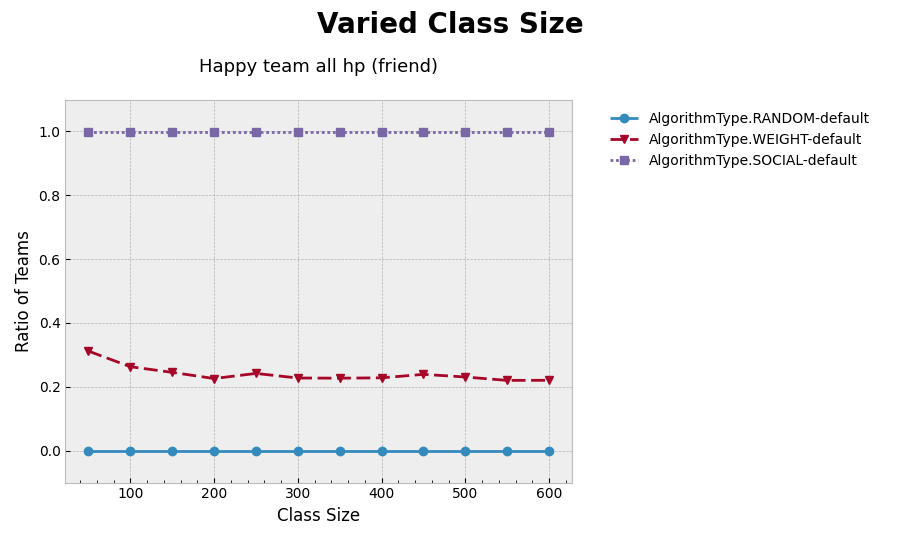 Varied Class Size
Happy team all hp (friend)
AlgorithmType.RANDOM-default
AlgorithmType.WEIGHT-default
AlgorithmType.SOCIAL-default
Ratio of Teams
1.0
0.8
0.6
0.4
0.2
0.0
100 200 300 400 500 600
Class Size